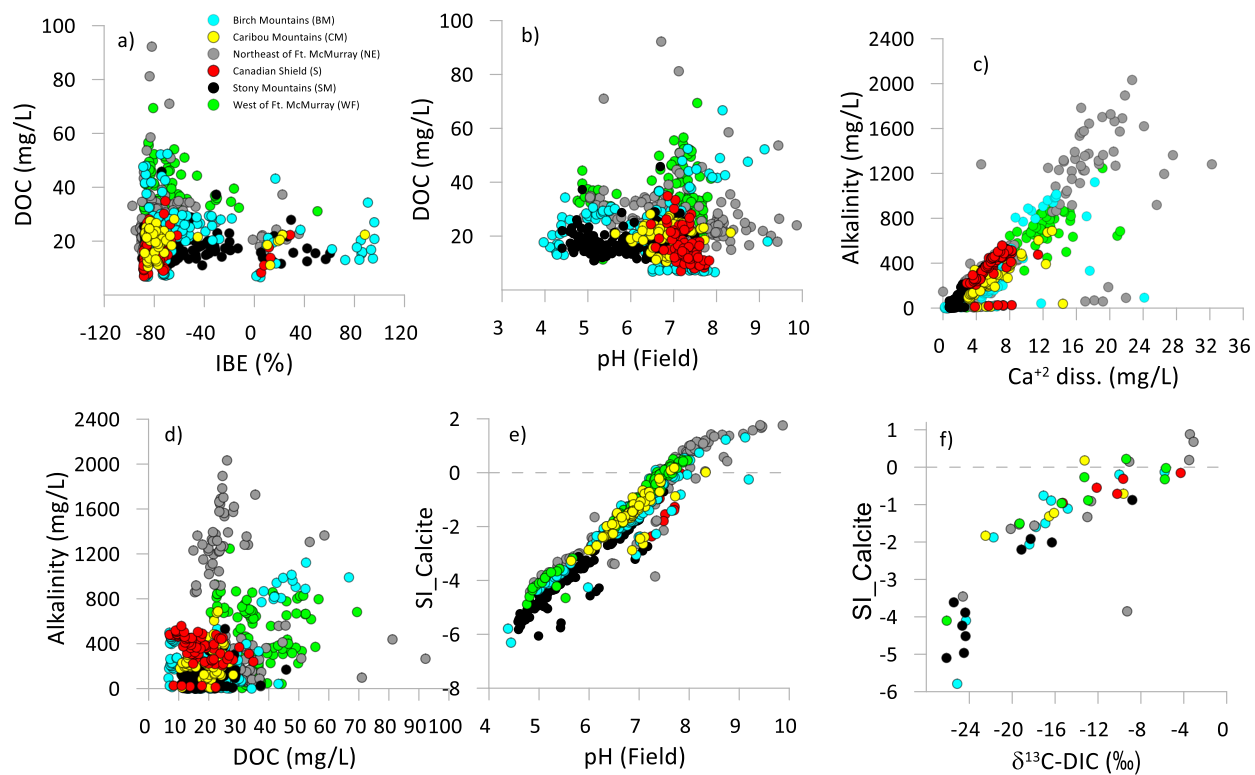 a)
100
80
60
40
20
DOC (mg/L)
-120 -80 -40 0 40 80 120
IBE (%)
Birch Mountains (BM)
Caribou Mountains (CM)
Northeast of Ft. McMurray (NE)
Canadian Shield (S)
Stony Mountains (SM)
West of Ft. McMurray (WF)
b)
100
80
60
40
20
DOC (mg/L)
3 4 5 6 7 8 9 10
pH (Field)
c)
2400
2000
1600
1200
800
400
0
Alkalinity (mg/L)
0 4 8 12 16 20 24 28 32 36
Ca+2 diss. (mg/L)
d)
2400
2000
1600
1200
800
400
0
Alkalinity (mg/L)
0 10 20 30 40 50 60 70 80 90 100
DOC (mg/L)
e)
2
0
-2
-4
-6
-8
SI_Calcite
4 5 6 7 8 9 10
pH (Field)
f)
1
0
-1
-2
-3
-4
-5
-6
SI_Calcite
-24 -20 -16 -12 -8 -4 0
δ13C-DIC (‰)